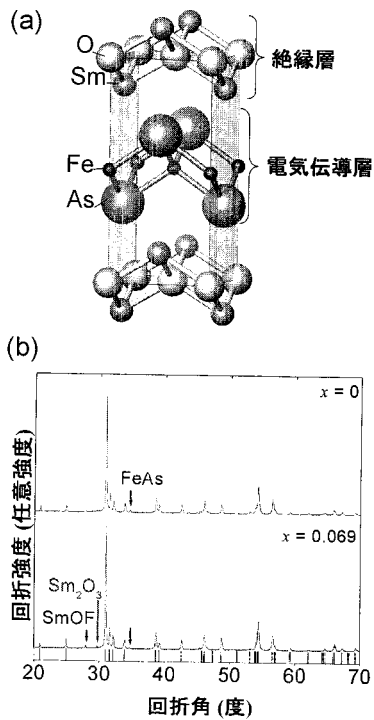 (a)
O
絶縁層
Sm
Fe
電気伝導層
As
(b)
x = 0
FeAs
x = 0.069
Sm2O3
SmOF
回折強度 (任意強度)
20 30 40 50 60 70
回折角 (度)